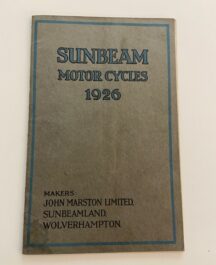 SUNBEAM
MOTOR CYCLES
1926
MAKERS
JOHN MARSTON LIMITED,
SUNBEAMLAND,
WOLVERHAMPTON.